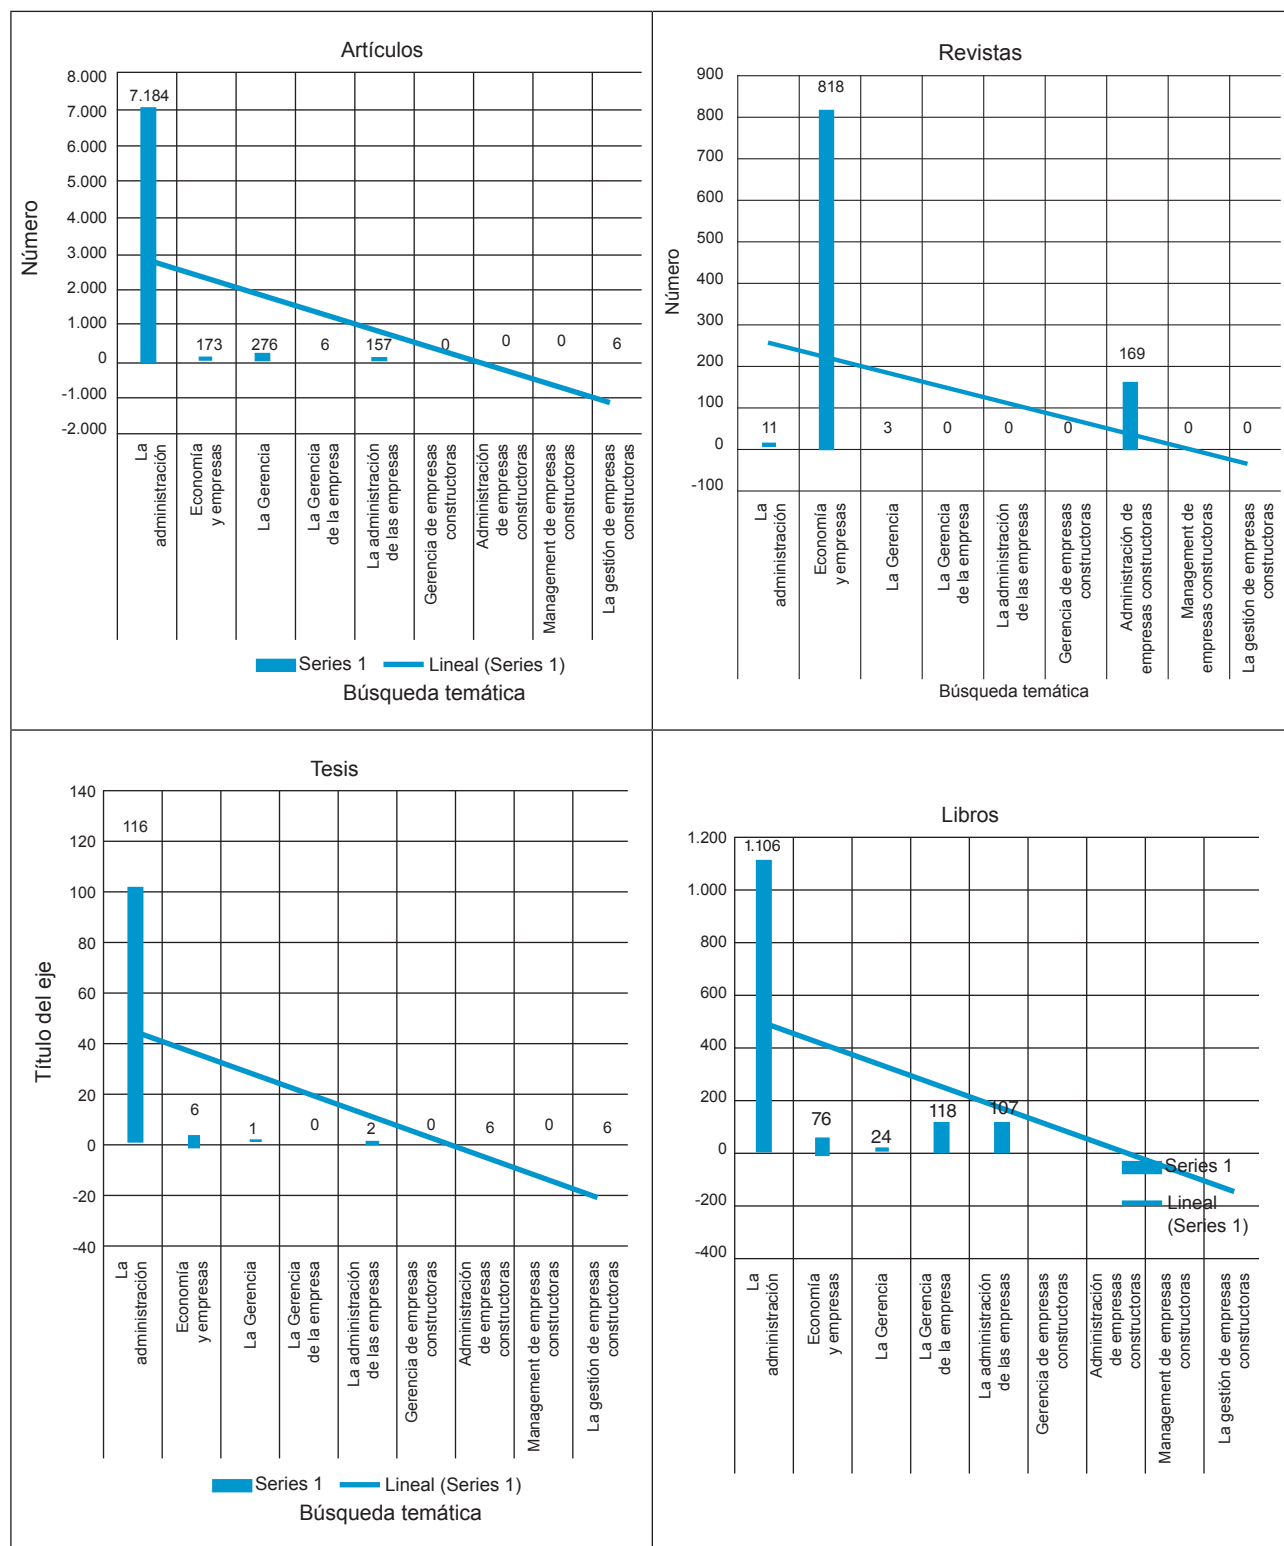 Artículos
8.000
7.000
6.000
5.000
4.000
3.000
2.000
1.000
0
-1.000
-2.000
Número
7.184
173
276
6
157
0
0
0
6
La
administración
Economía
y empresas
La Gerencia
La Gerencia
de la empresa
La administración
de las empresas
Gerencia de empresas
constructoras
Administración
de empresas
constructoras
Management de empresas
constructoras
La gestión de empresas
constructoras
Series 1
Lineal (Series 1)
Búsqueda temática
Revistas
900
800
700
600
500
400
300
200
100
0
-100
Número
11
818
3
0
0
0
169
0
0
La
administración
Economía
y empresas
La Gerencia
La Gerencia
de la empresa
La administración
de las empresas
Gerencia de empresas
constructoras
Administración de
empresas constructoras
Management de
empresas constructoras
La gestión de empresas
constructoras
Búsqueda temática
Tesis
140
120
100
80
60
40
20
0
-20
-40
Título del eje
116
6
1
0
2
0
6
0
6
La
administración
Economía
y empresas
La Gerencia
La Gerencia
de la empresa
La administración
de las empresas
Gerencia de empresas
constructoras
Administración
de empresas
constructoras
Management de empresas
constructoras
La gestión de empresas
constructoras
Series 1
Lineal (Series 1)
Búsqueda temática
Libros
1.200
1.000
800
600
400
200
0
-200
-400
1.106
76
24
118
107
Series 1
Lineal
(Series 1)
La
administración
Economía
y empresas
La Gerencia
La Gerencia
de la empresa
La administración
de las empresas
Gerencia de empresas
constructoras
Administración
de empresas
constructoras
Management de empresas
constructoras
La gestión de empresas
constructoras